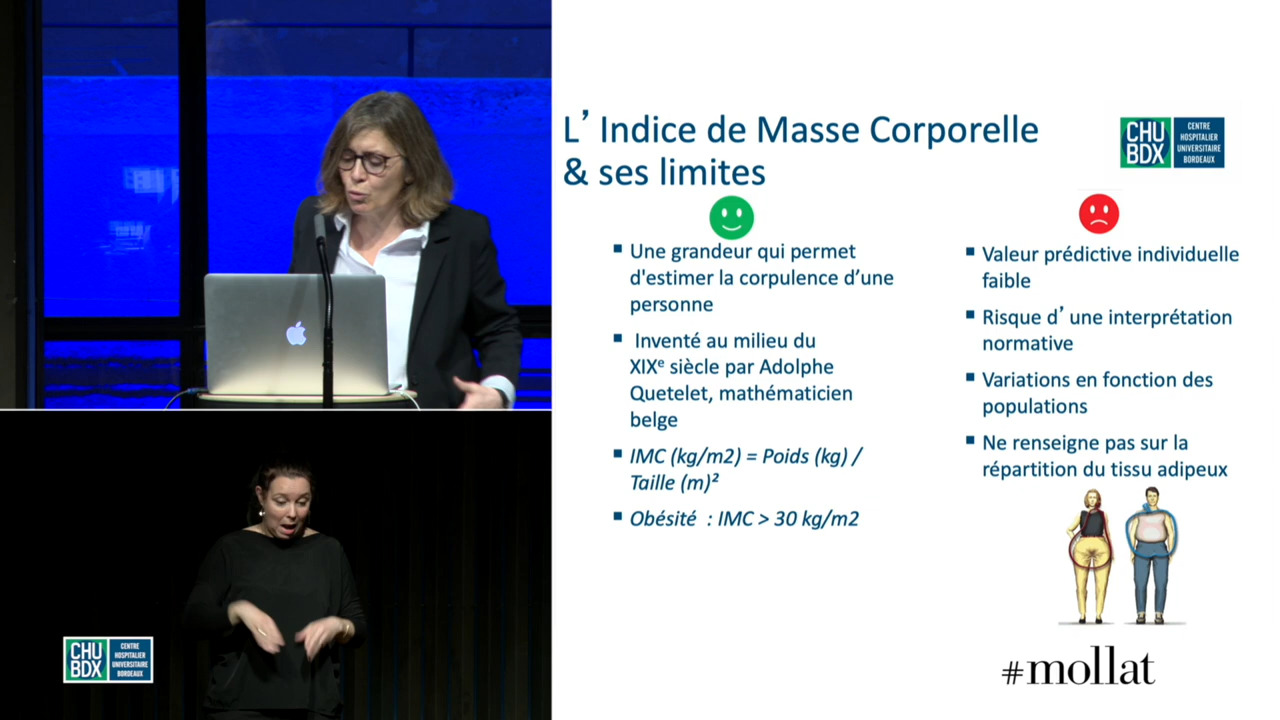 L’ Indice de Masse Corporelle
& ses limites
CHU
BDX
CENTRE
HOSPITALIER
UNIVERSITAIRE
BORDEAUX
▪ Une grandeur qui permet
d'estimer la corpulence d’une
personne
▪ Inventé au milieu du
XIXᵉ siècle par Adolphe
Quetelet, mathématicien
belge
▪ IMC (kg/m2) = Poids (kg) /
Taille (m)²
▪ Obésité : IMC > 30 kg/m2
▪ Valeur prédictive individuelle
faible
▪ Risque d’ une interprétation
normative
▪ Variations en fonction des
populations
▪ Ne renseigne pas sur la
répartition du tissu adipeux
#mollat
CHU
BDX
CENTRE
HOSPITALIER
UNIVERSITAIRE
BORDEAUX